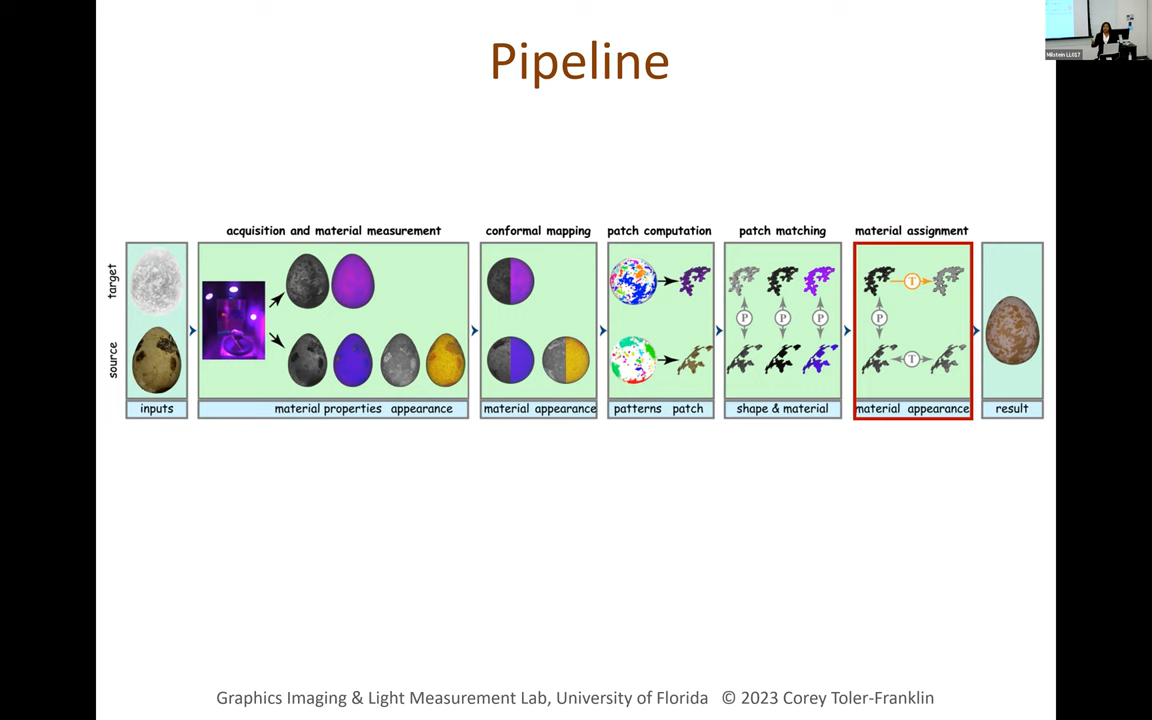 Pipeline
Milstein LL017
acquisition and material measurement
conformal mapping
patch computation
patch matching
material assignment
target
source
T
P
P
P
P
T
inputs
material properties appearance
material appearance
patterns patch
shape & material
material appearance
result
Graphics Imaging & Light Measurement Lab, University of Florida © 2023 Corey Toler-Franklin